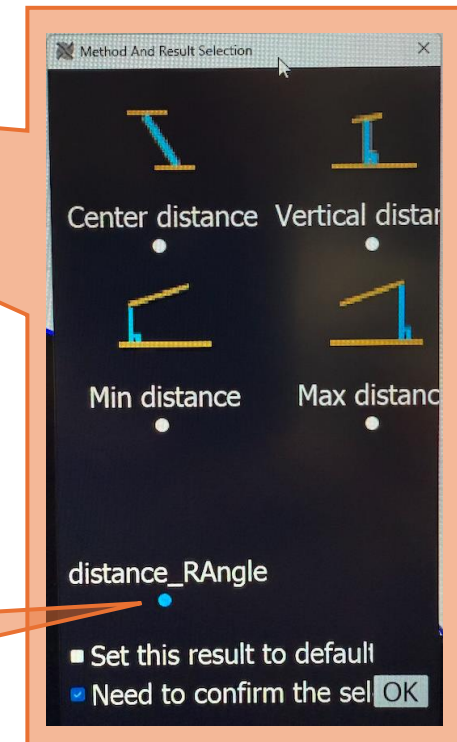 Method And Result Selection
Center distance Vertical distan
Min distance Max distanc
distance_RAngle
Set this result to default
Need to confirm the sel OK